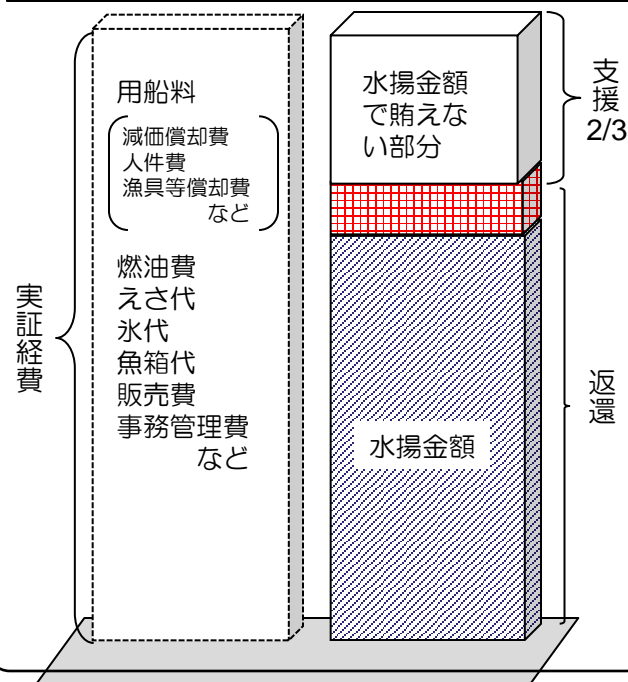 実証経費
用船料
減価償却費
人件費
漁具等償却費
など
燃油費
えさ代
氷代
魚箱代
販売費
事務管理費
など
水揚金額
で賄えな
い部分
水揚金額
支援
2/3
返還